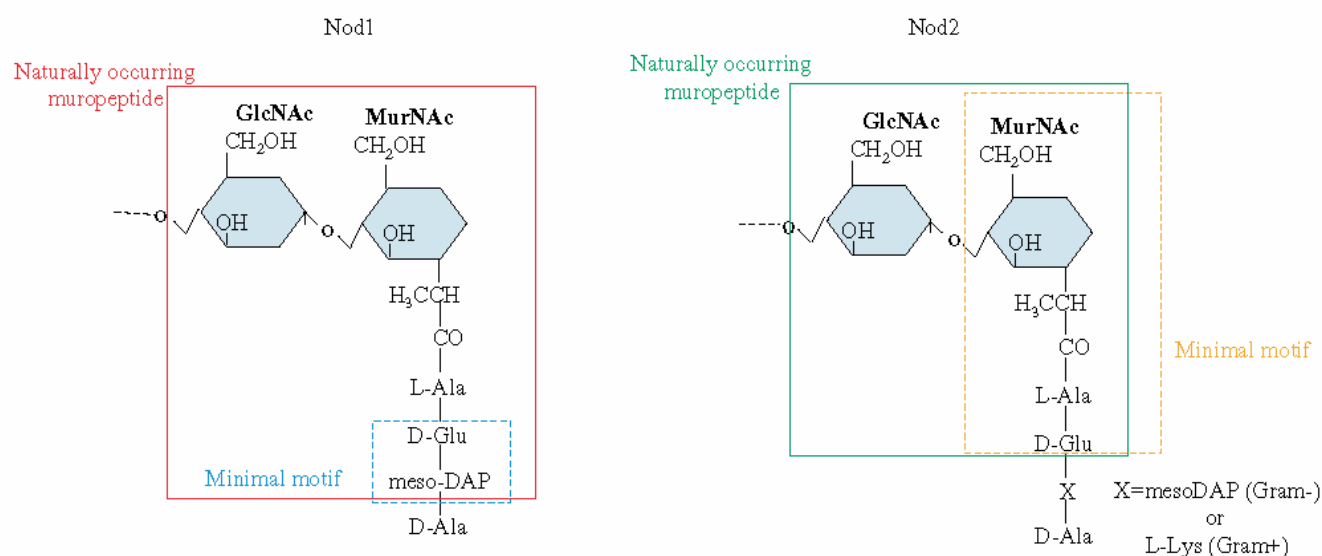 Nod1
Naturally occurring
muropeptide
GlcNAc
MurNAc
CH₂OH
CH₂OH
o
OH
o
OH
H₃CCH
CO
L-Ala
D-Glu
Minimal motif
meso-DAP
D-Ala
Nod2
Naturally occurring
muropeptide
GlcNAc
MurNAc
CH₂OH
CH₂OH
o
OH
o
OH
H₃CCH
Minimal motif
CO
L-Ala
D-Glu
X
X=mesoDAP (Gram-)
or
L-Lys (Gram+)
D-Ala